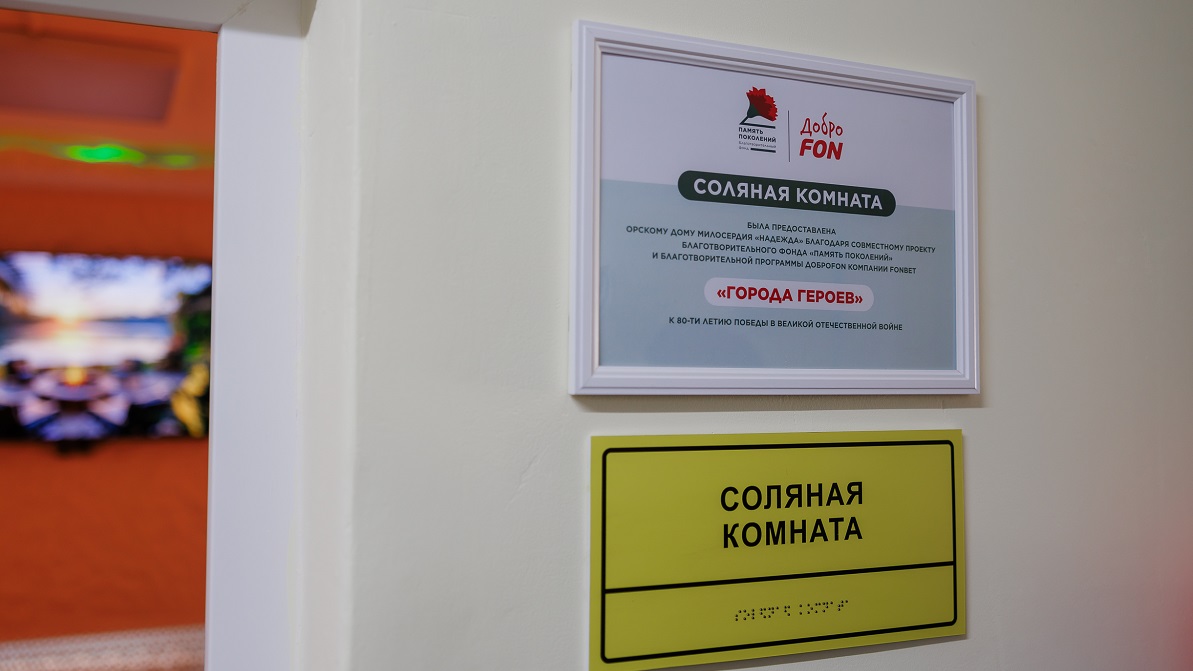 ПАМЯТЬ
ПОКОЛЕНИЙ
БЛАГОТВОРИТЕЛЬНЫЙ
ФОНД
Добро
FON
СОЛЯНАЯ КОМНАТА
БЫЛА ПРЕДОСТАВЛЕНА
ОРСКОМУ ДОМУ МИЛОСЕРДИЯ «НАДЕЖДА» БЛАГОДАРЯ СОВМЕСТНОМУ ПРОЕКТУ
БЛАГОТВОРИТЕЛЬНОГО ФОНДА «ПАМЯТЬ ПОКОЛЕНИЙ»
И БЛАГОТВОРИТЕЛЬНОЙ ПРОГРАММЫ ДОБРОFON КОМПАНИИ FONBET
«ГОРОДА ГЕРОЕВ»
К 80-ТИ ЛЕТИЮ ПОБЕДЫ В ВЕЛИКОЙ ОТЕЧЕСТВЕННОЙ ВОЙНЕ
СОЛЯНАЯ
КОМНАТА